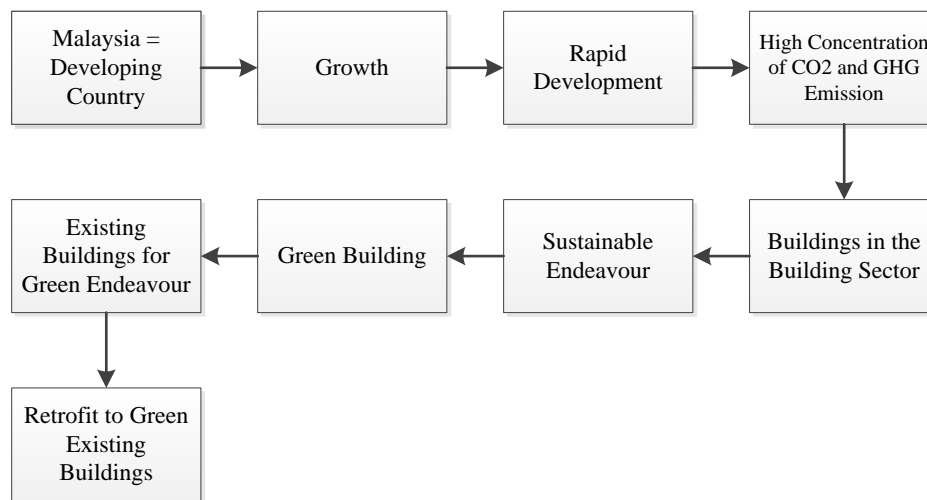 Malaysia =
Developing
Country
Growth
Rapid
Development
High Concentration
of CO2 and GHG
Emission
Existing
Buildings for
Green Endeavour
Green Building
Sustainable
Endeavour
Buildings in the
Building Sector
Retrofit to Green
Existing
Buildings